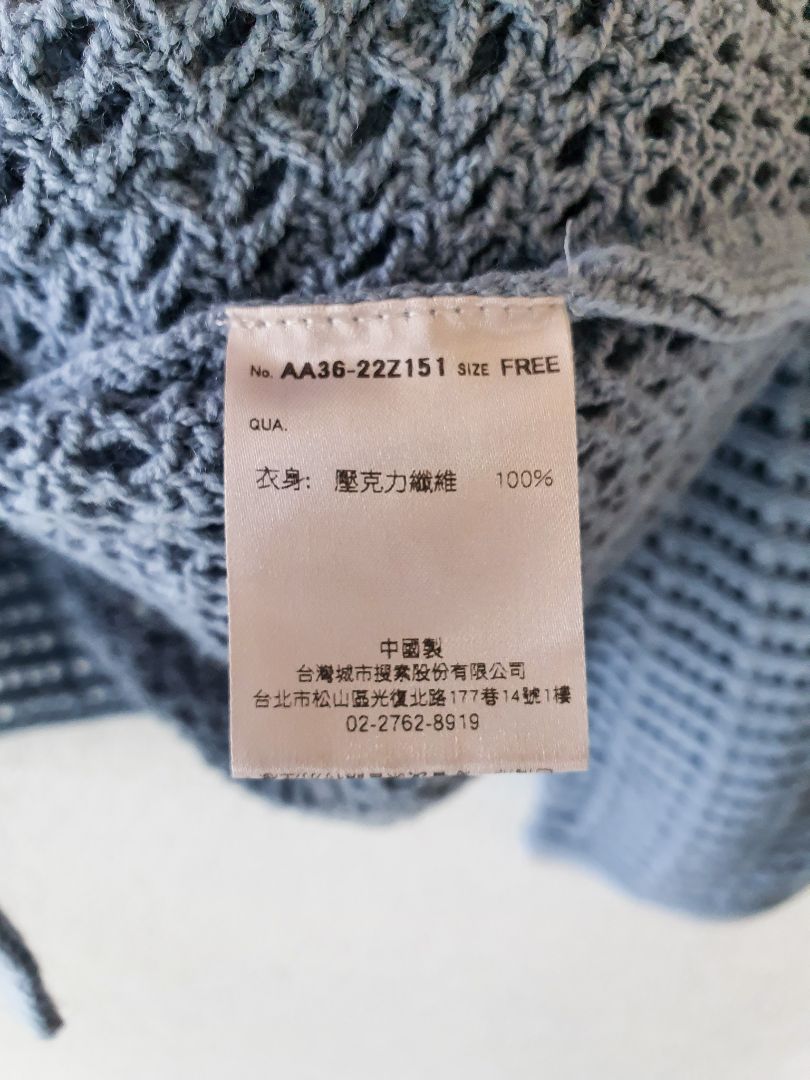 No. AA36-22Z151 SIZE FREE
QUA.
衣身: 壓克力纖維 100%
中國製
台灣城市搜索股份有限公司
台北市松山區光復北路177巷14號1樓
02-2762-8919